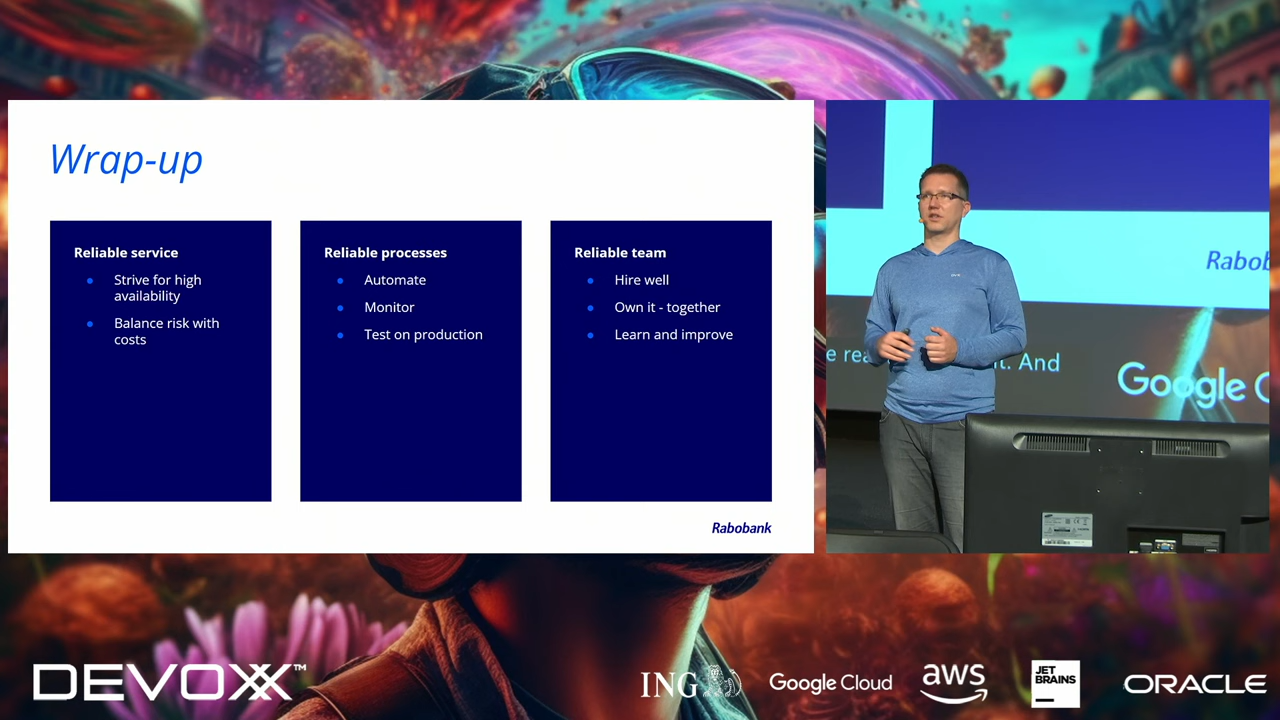 Wrap-up
Reliable service
Strive for high
availability
Balance risk with
costs
Reliable processes
Automate
Monitor
Test on production
Reliable team
Hire well
Own it - together
Learn and improve
Rabobank
Rabob
And
Google C
DEVOXX™
ING
Google Cloud
aws
JET
BRAINS
ORACLE